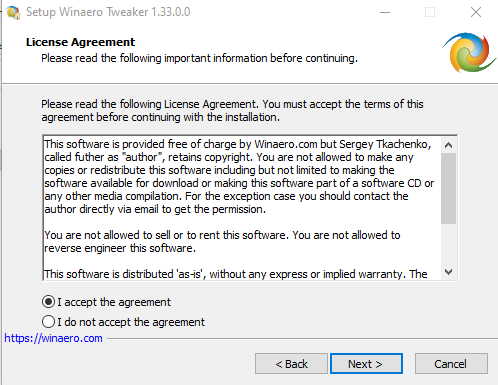 Setup Winaero Tweaker 1.33.0.0
License Agreement
Please read the following important information before continuing.
Please read the following License Agreement. You must accept the terms of this
agreement before continuing with the installation.
This software is provided free of charge by Winaero.com but Sergey Tkachenko,
called futher as "author", retains copyright. You are not allowed to make any
copies or redistribute this software including but not limited to making the
software available for download or making this software part of a software CD or
any other media compilation. For the exception case you should contact the
author directly via email to get the permission.
You are not allowed to sell or to rent this software. You are not allowed to
reverse engineer this software.
This software is distributed 'as-is', without any express or implied warranty. The
I accept the agreement
I do not accept the agreement
https://winaero.com
< Back
Next >
Cancel